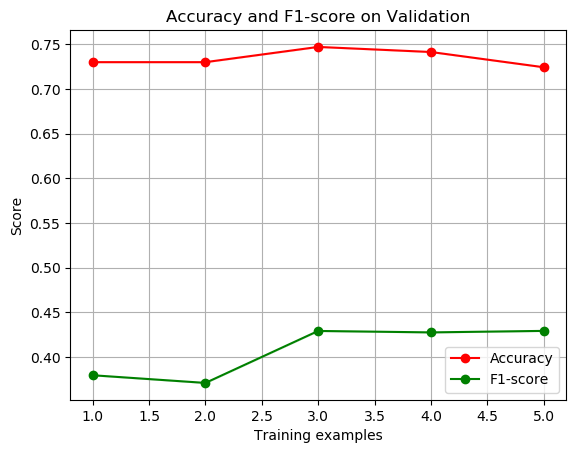 Accuracy and F1-score on Validation
0.75
0.70
0.65
0.60
0.55
0.50
0.45
0.40
Score
Accuracy
F1-score
1.0 1.5 2.0 2.5 3.0 3.5 4.0 4.5 5.0
Training examples